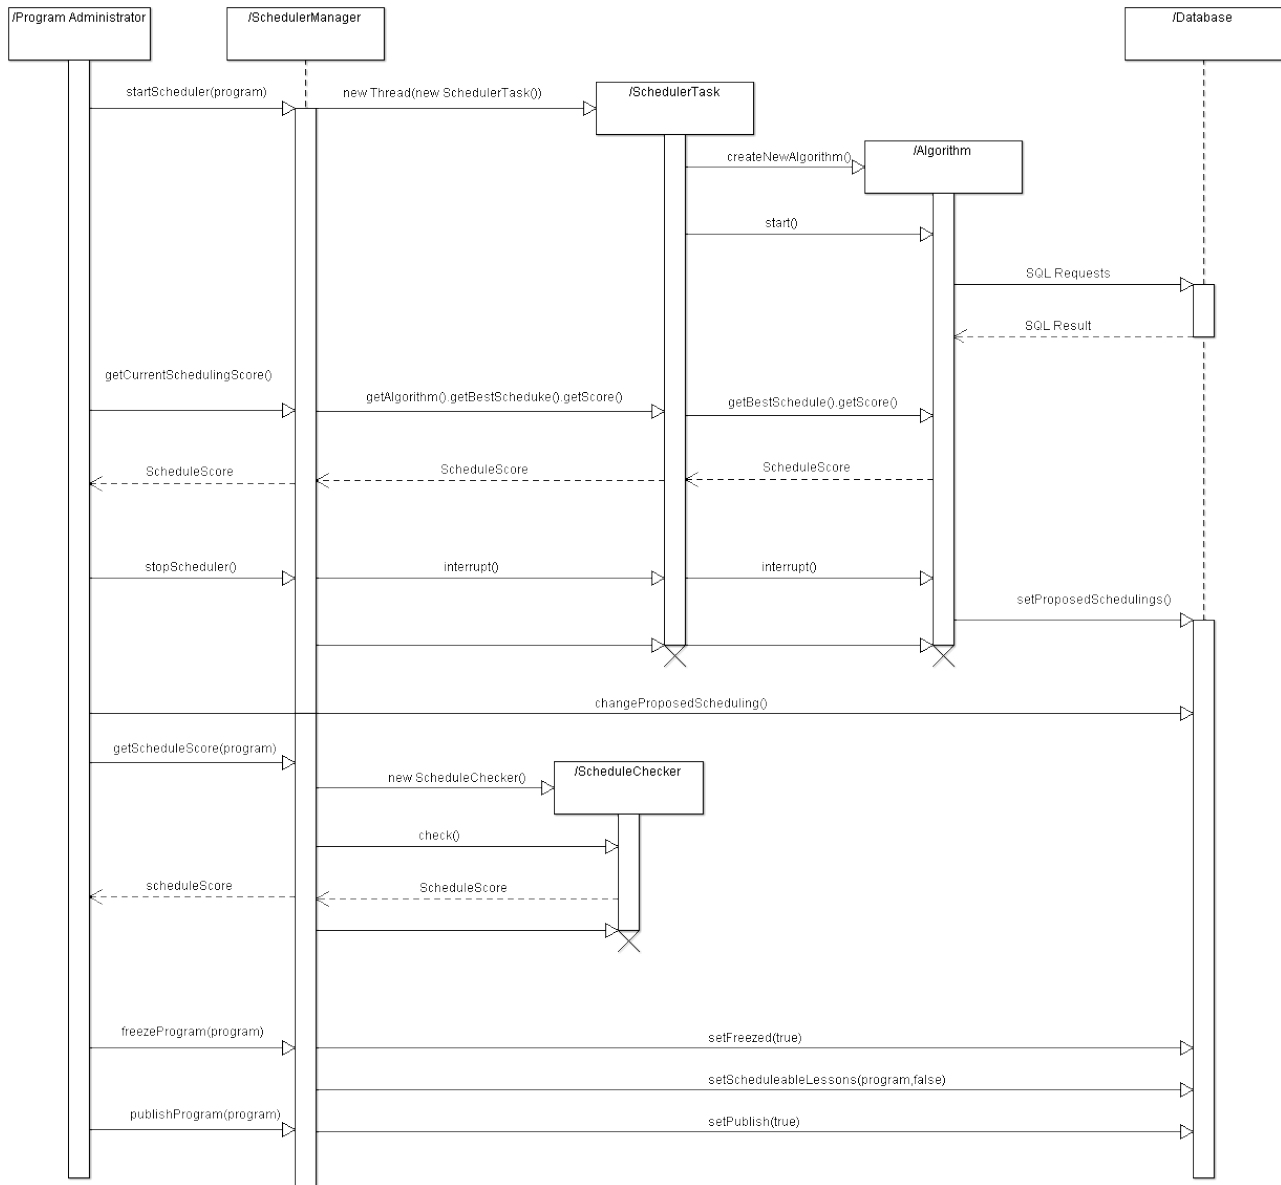 /Program Administrator
/SchedulerManager
/Database
startScheduler(program)
new Thread(new SchedulerTask())
/SchedulerTask
createNewAlgorithm()
/Algorithm
start()
SQL Requests
SQL Result
getCurrentSchedulingScore()
getAlgorithm().getBestScheduke().getScore()
getBestSchedule().getScore()
ScheduleScore
ScheduleScore
ScheduleScore
stopScheduler()
interrupt()
interrupt()
setProposedSchedulings()
changeProposedScheduling()
getScheduleScore(program)
/ScheduleChecker
new ScheduleChecker()
check()
scheduleScore
ScheduleScore
freezeProgram(program)
setFreezed(true)
setScheduleableLessons(program,false)
publishProgram(program)
setPublish(true)